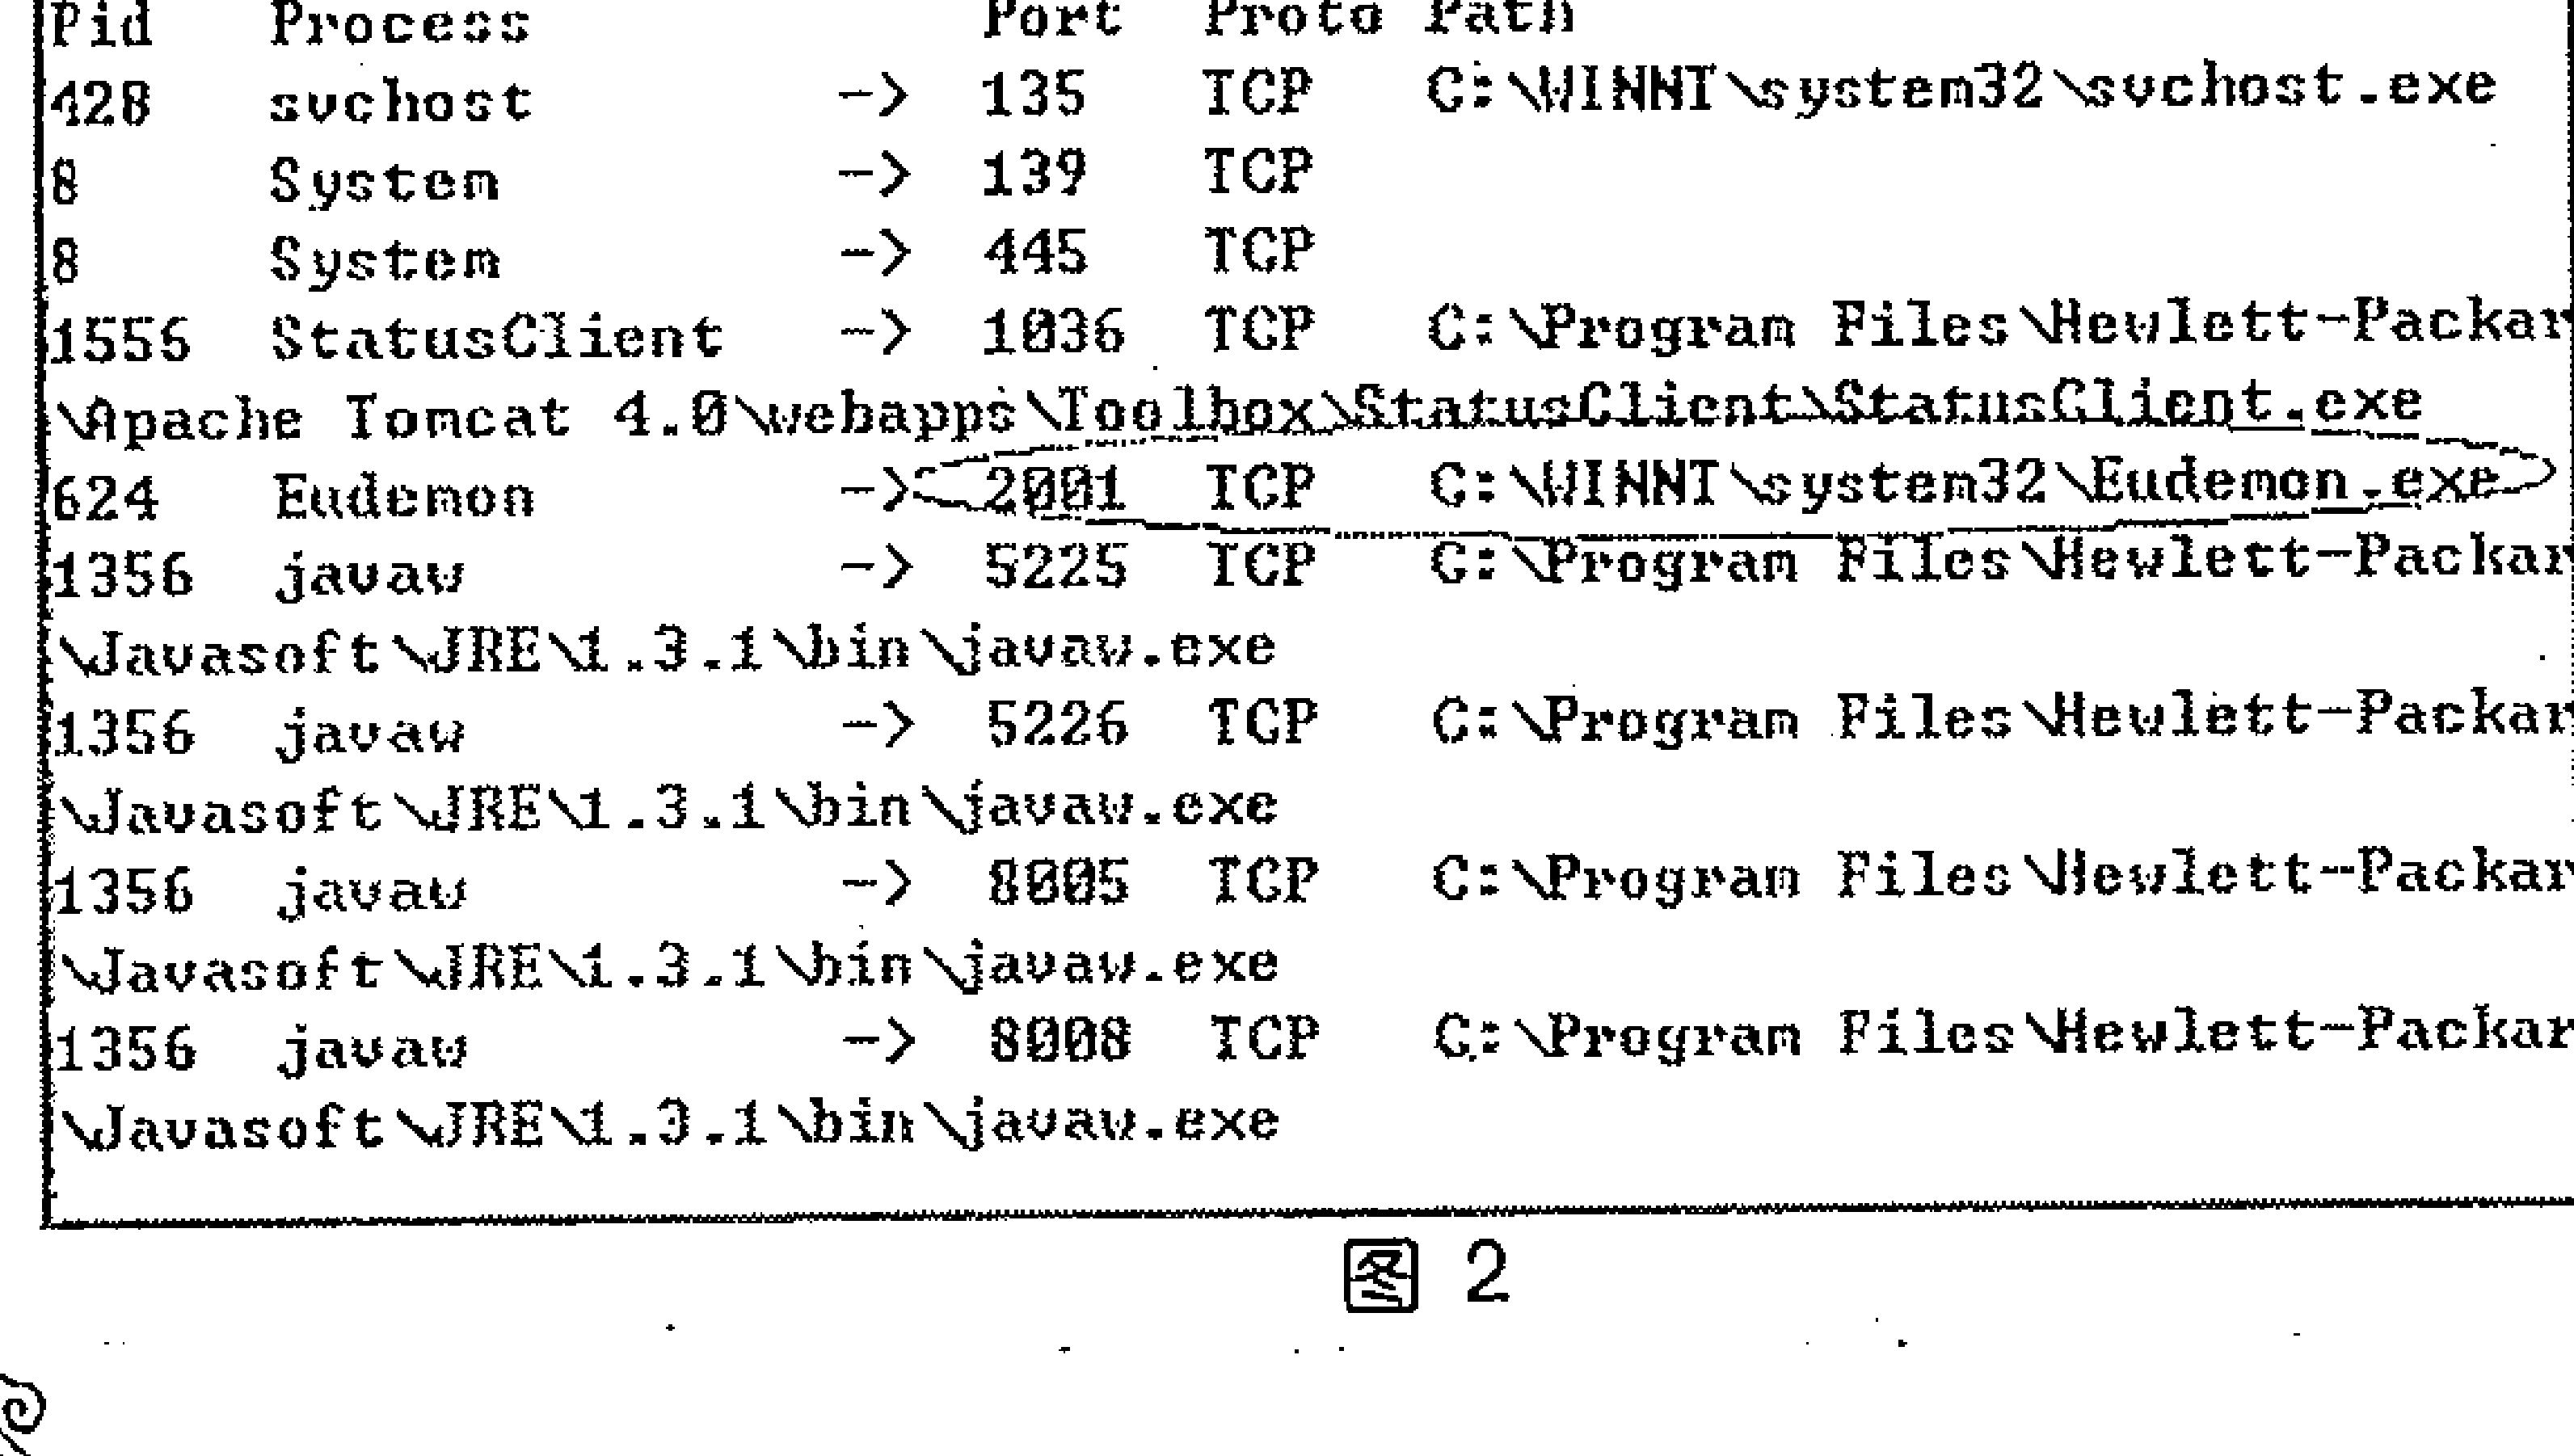 Pid Process Port Proto Path
428 svchost -> 135 TCP C:\WINNT\system32\svchost.exe
8 System -> 139 TCP
8 System -> 445 TCP
1556 StatusClient -> 1036 TCP C:\Program Files\Hewlett-Packar
\Apache Tomcat 4.0\webapps\Toolbox\StatusClient\StatusClient.exe
624 Eudemon -> 2001 TCP C:\WINNT\system32\Eudemon.exe
1356 javaw -> 5225 TCP C:\Program Files\Hewlett-Packar
\Javasoft\JRE\1.3.1\bin\javaw.exe
1356 javaw -> 5226 TCP C:\Program Files\Hewlett-Packar
\Javasoft\JRE\1.3.1\bin\javaw.exe
1356 javaw -> 8005 TCP C:\Program Files\Hewlett-Packar
\Javasoft\JRE\1.3.1\bin\javaw.exe
1356 javaw -> 8008 TCP C:\Program Files\Hewlett-Packar
\Javasoft\JRE\1.3.1\bin\javaw.exe
图 2